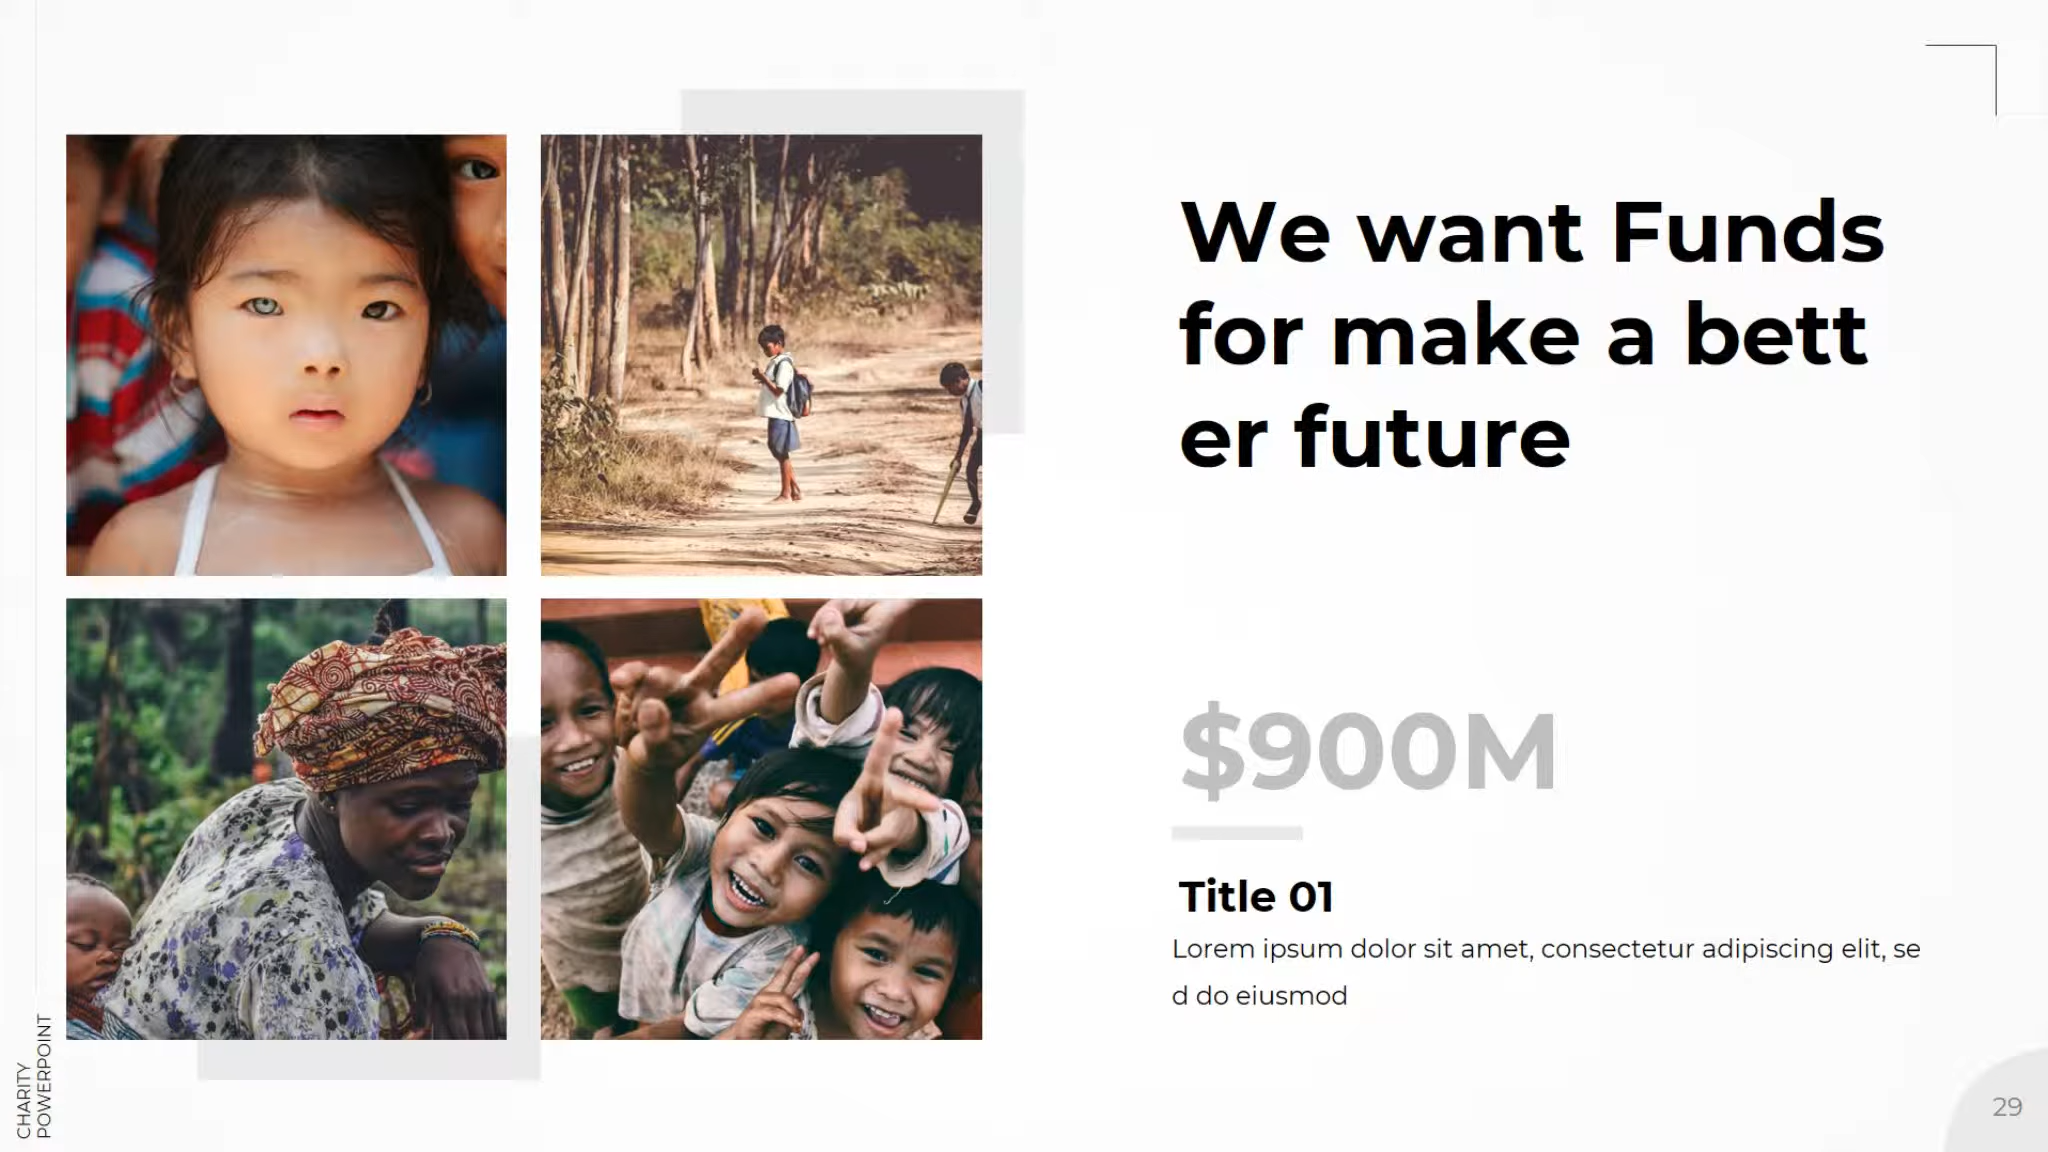 We want Funds
for make a bett
er future
$900M
Title 01
Lorem ipsum dolor sit amet, consectetur adipiscing elit, se
d do eiusmod
CHARITY
POWERPOINT
29